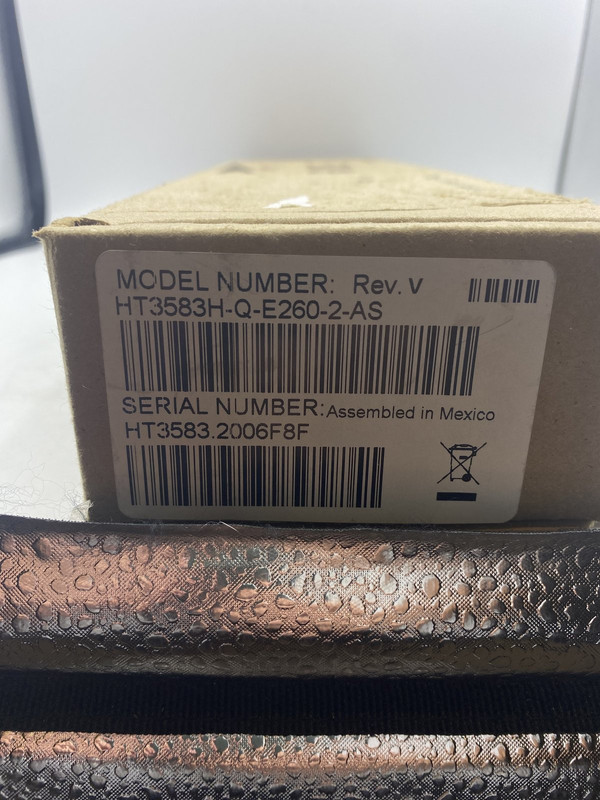 MODEL NUMBER: Rev. V
HT3583H-Q-E260-2-AS
SERIAL NUMBER: Assembled in Mexico
HT3583.2006F8F